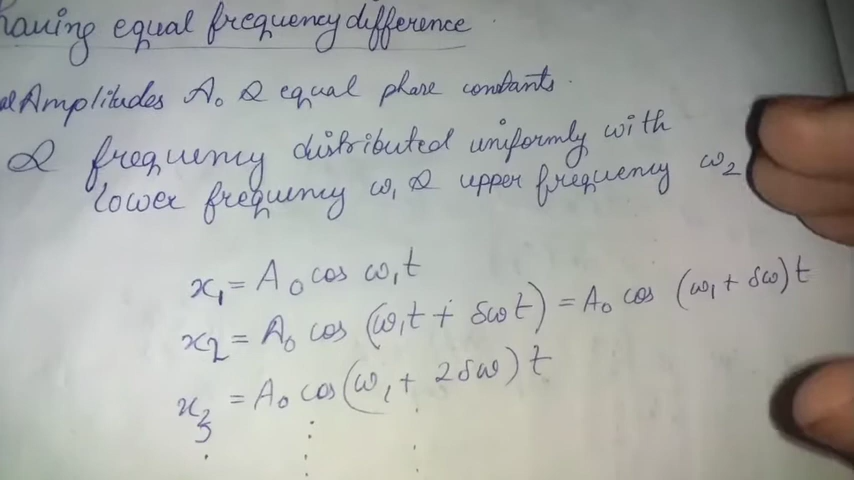 having equal frequency difference
Amplitudes A₀ & equal phase constants.
& frequency distributed uniformly with
lower frequency ω₁ & upper frequency ω₂
x₁ = A₀ cos ω₁t
x₂ = A₀ cos (ω₁t + δωt) = A₀ cos (ω₁ + δω)t
x₃ = A₀ cos (ω₁ + 2δω)t